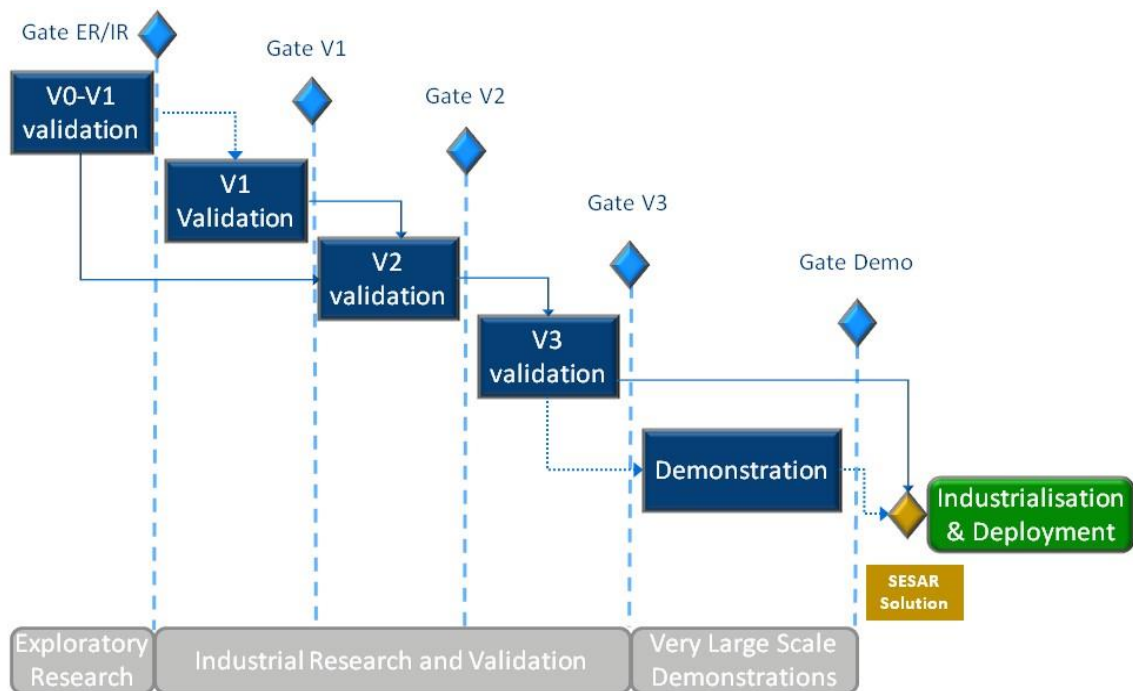 Gate ER/IR
Gate V1
Gate V2
Gate V3
Gate Demo
V0-V1
validation
V1
Validation
V2
validation
V3
validation
Demonstration
Industrialisation
& Deployment
SESAR
Solution
Exploratory
Research
Industrial Research and Validation
Very Large Scale
Demonstrations